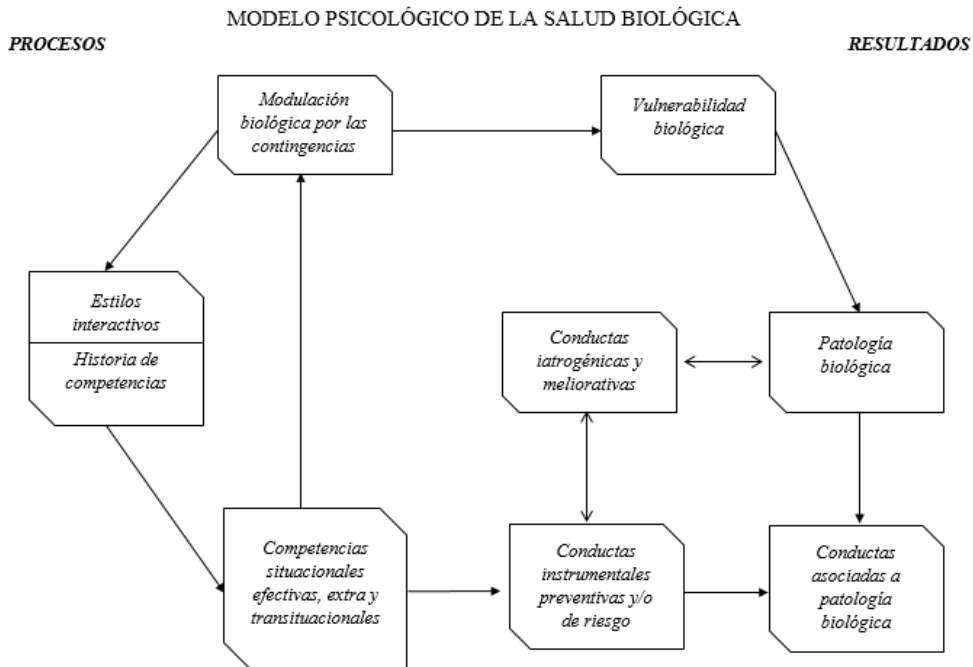 MODELO PSICOLÓGICO DE LA SALUD BIOLÓGICA
PROCESOS
RESULTADOS
Modulación
biológica por las
contingencias
Vulnerabilidad
biológica
Estilos
interactivos
Historia de
competencias
Conductas
iatrogénicas y
meliorativas
Patología
biológica
Competencias
situacionales
efectivas, extra y
transituacionales
Conductas
instrumentales
preventivas y/o
de riesgo
Conductas
asociadas a
patología
biológica